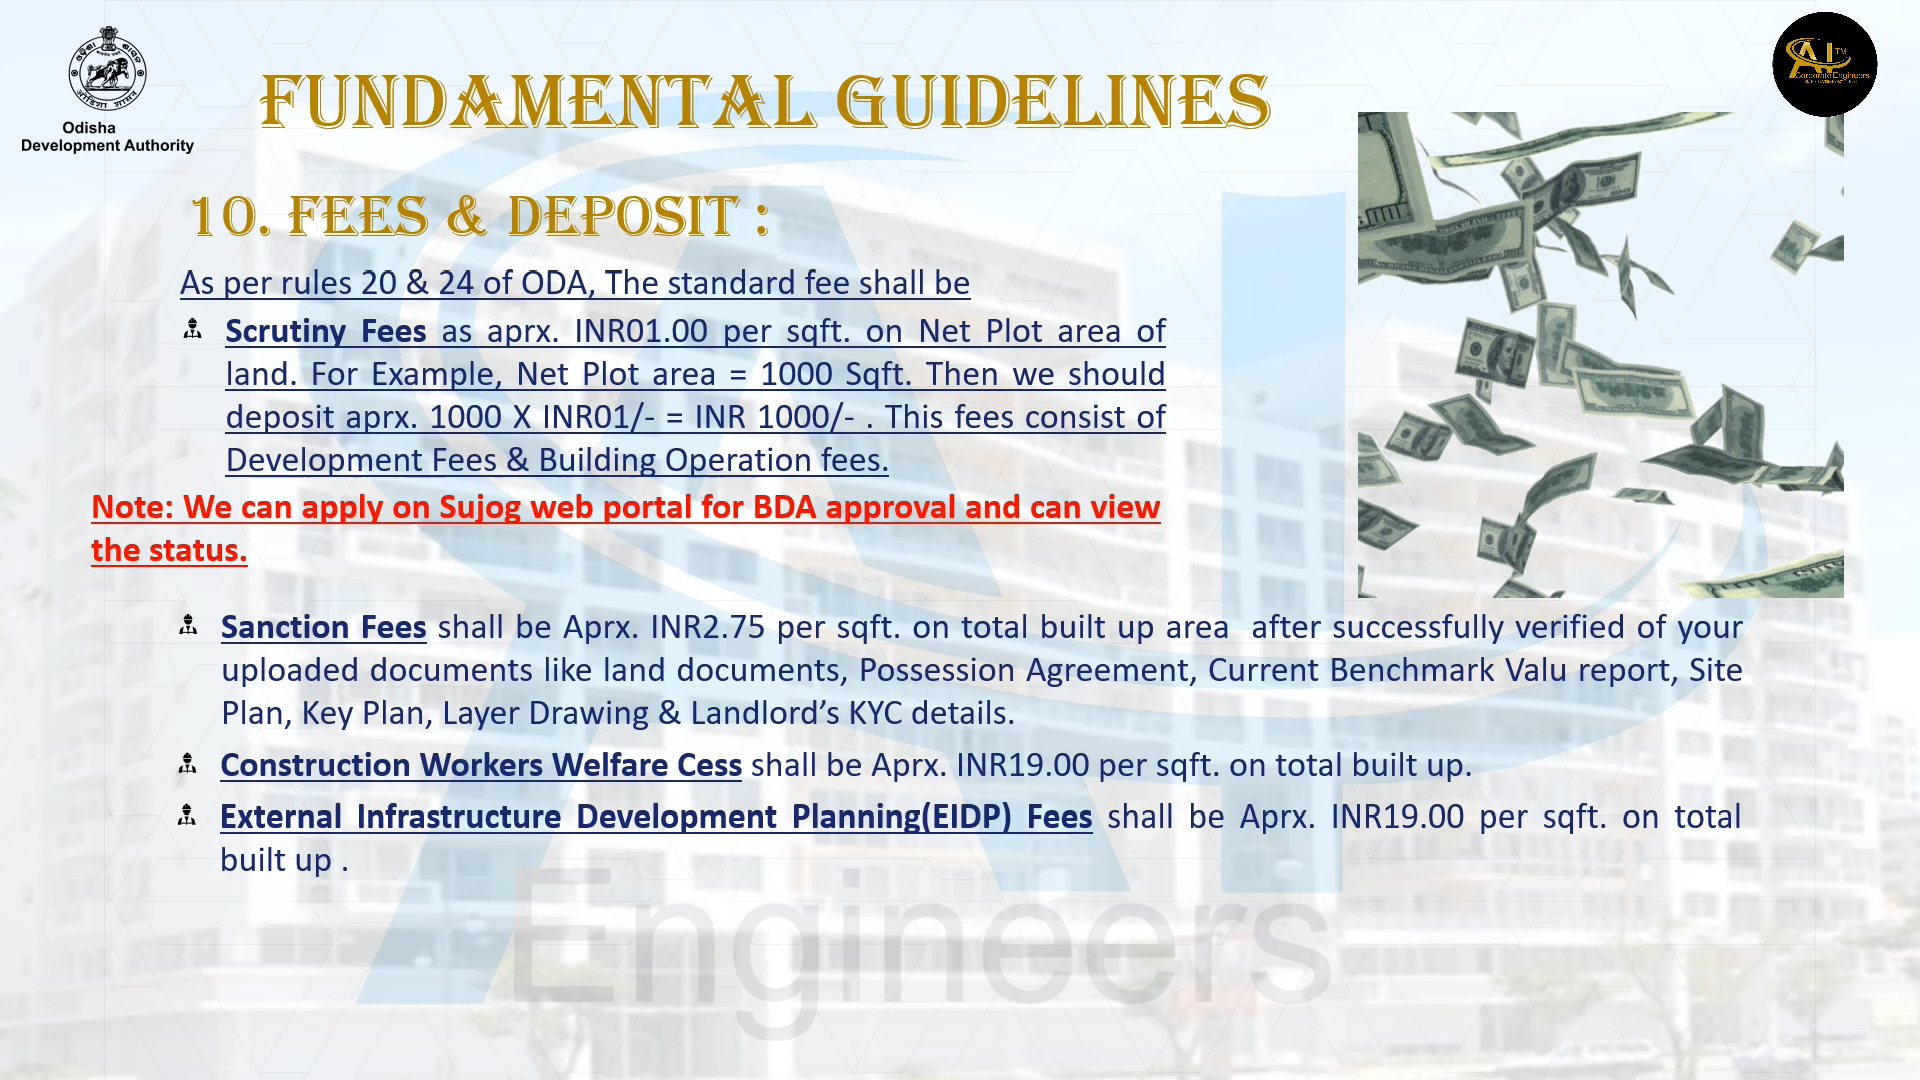 Odisha
Development Authority
FUNDAMENTAL GUIDELINES
AI TM
Corporate Engineers
10. FEES & DEPOSIT :
As per rules 20 & 24 of ODA, The standard fee shall be
Scrutiny Fees as aprx. INR01.00 per sqft. on Net Plot area of
land. For Example, Net Plot area = 1000 Sqft. Then we should
deposit aprx. 1000 X INR01/- = INR 1000/- . This fees consist of
Development Fees & Building Operation fees.
Note: We can apply on Sujog web portal for BDA approval and can view
the status.
Sanction Fees shall be Aprx. INR2.75 per sqft. on total built up area after successfully verified of your
uploaded documents like land documents, Possession Agreement, Current Benchmark Valu report, Site
Plan, Key Plan, Layer Drawing & Landlord’s KYC details.
Construction Workers Welfare Cess shall be Aprx. INR19.00 per sqft. on total built up.
External Infrastructure Development Planning(EIDP) Fees shall be Aprx. INR19.00 per sqft. on total
built up .
Engineers